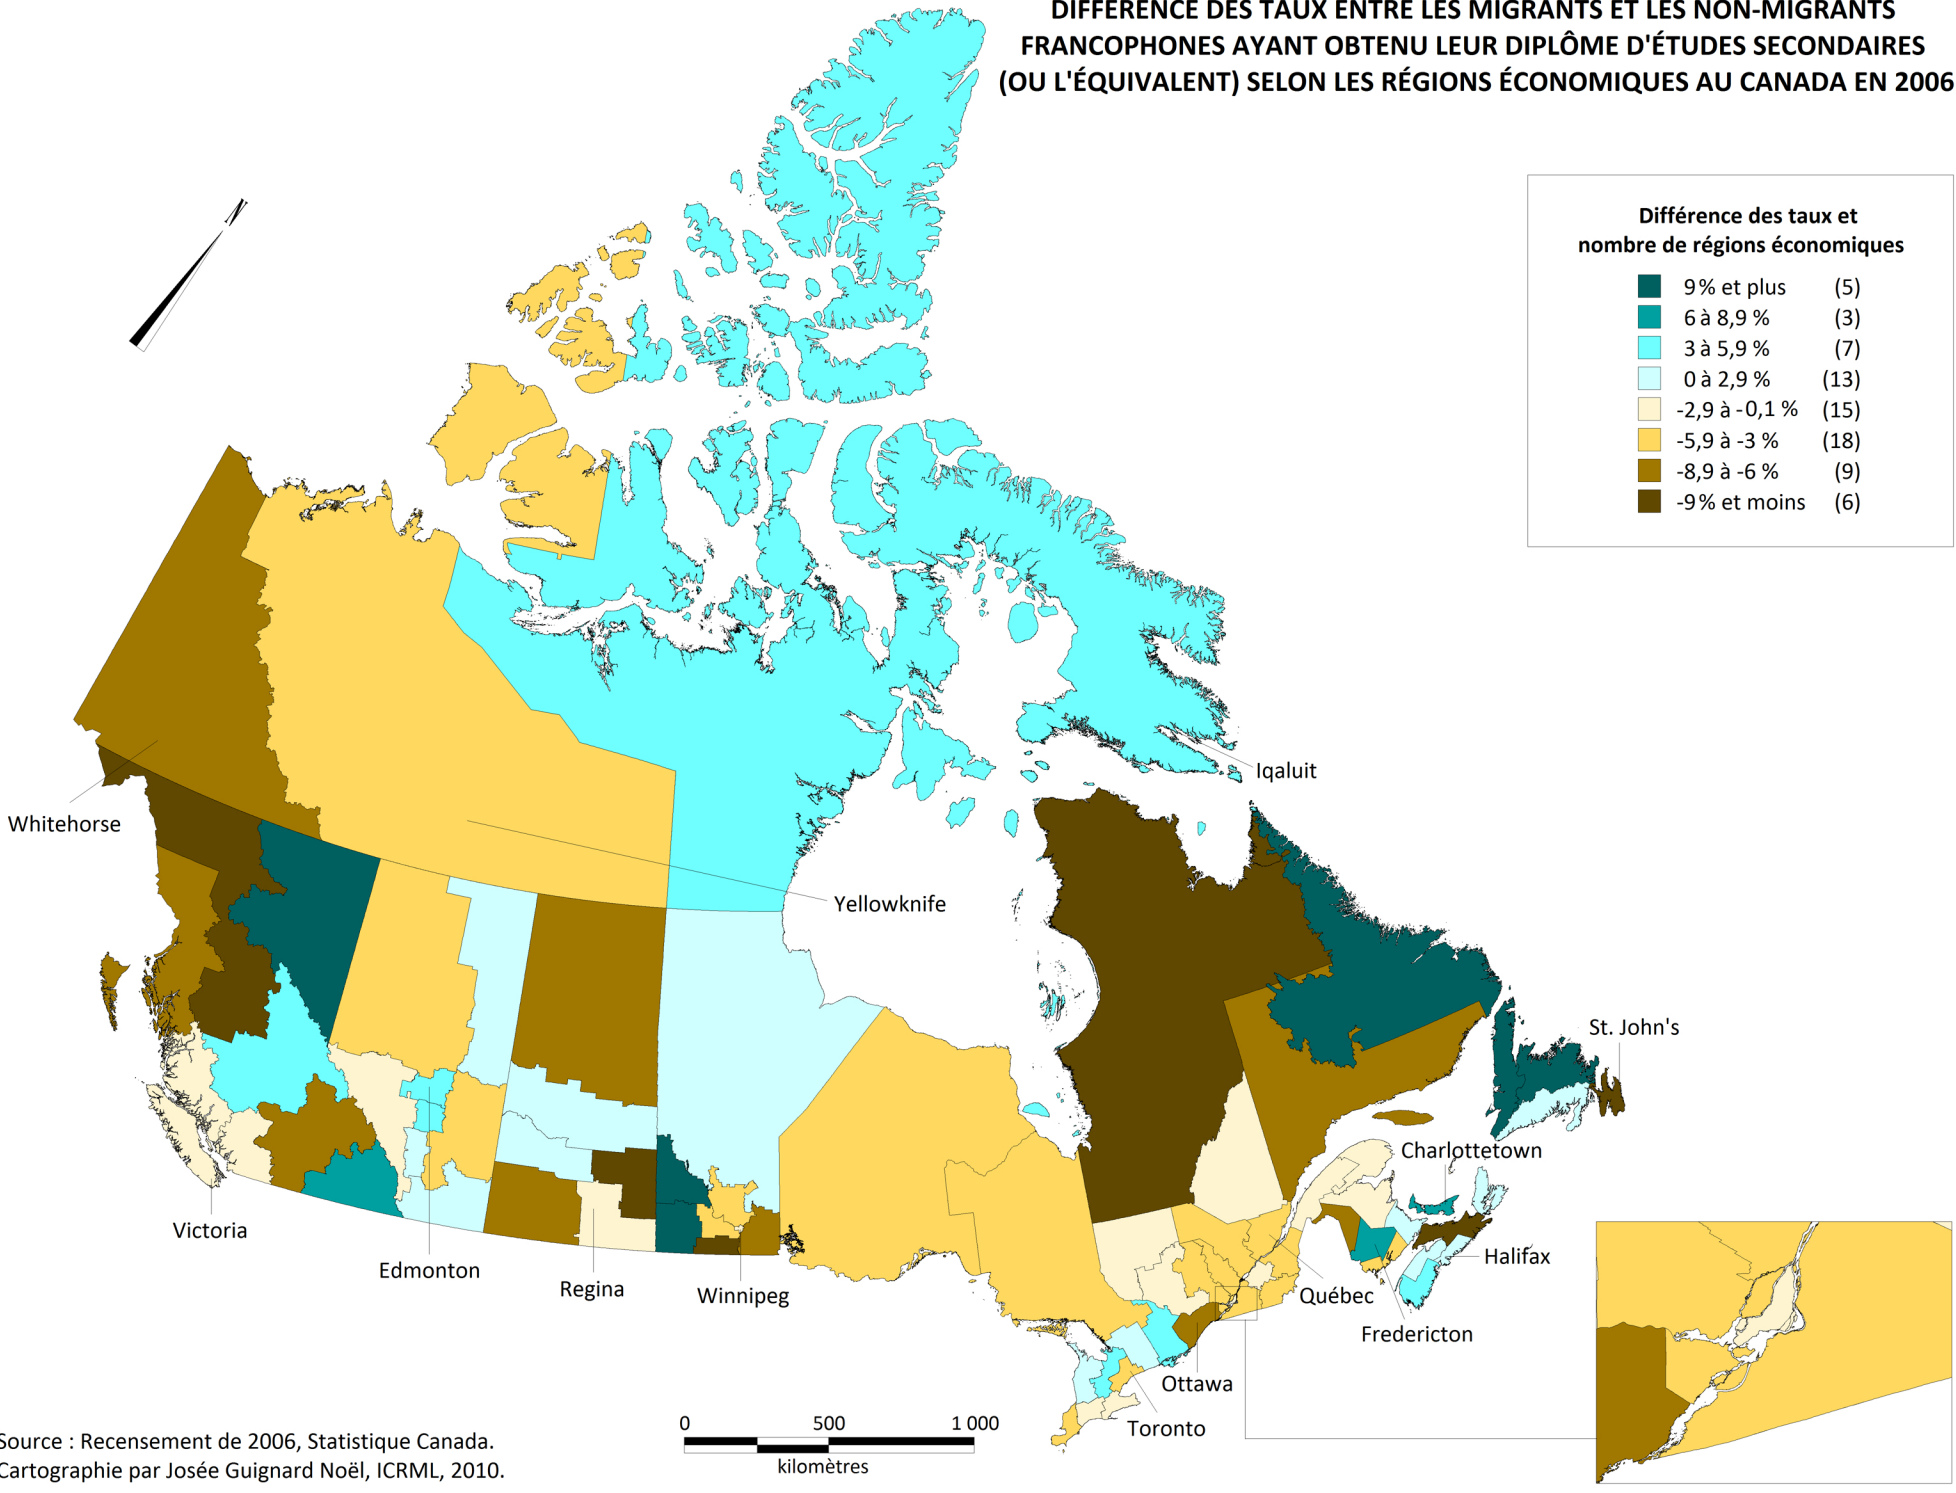 DIFFÉRENCE DES TAUX ENTRE LES MIGRANTS ET LES NON-MIGRANTS
FRANCOPHONES AYANT OBTENU LEUR DIPLÔME D'ÉTUDES SECONDAIRES
(OU L'ÉQUIVALENT) SELON LES RÉGIONS ÉCONOMIQUES AU CANADA EN 2006
Différence des taux et
nombre de régions économiques
9% et plus (5)
6 à 8,9 % (3)
3 à 5,9 % (7)
0 à 2,9 % (13)
-2,9 à -0,1 % (15)
-5,9 à -3 % (18)
-8,9 à -6 % (9)
-9% et moins (6)
Iqaluit
Whitehorse
Yellowknife
St. John's
Charlottetown
Victoria
Halifax
Edmonton
Regina
Winnipeg
Québec
Fredericton
Ottawa
Toronto
0 500 1 000
kilomètres
Source : Recensement de 2006, Statistique Canada.
Cartographie par Josée Guignard Noël, ICRML, 2010.